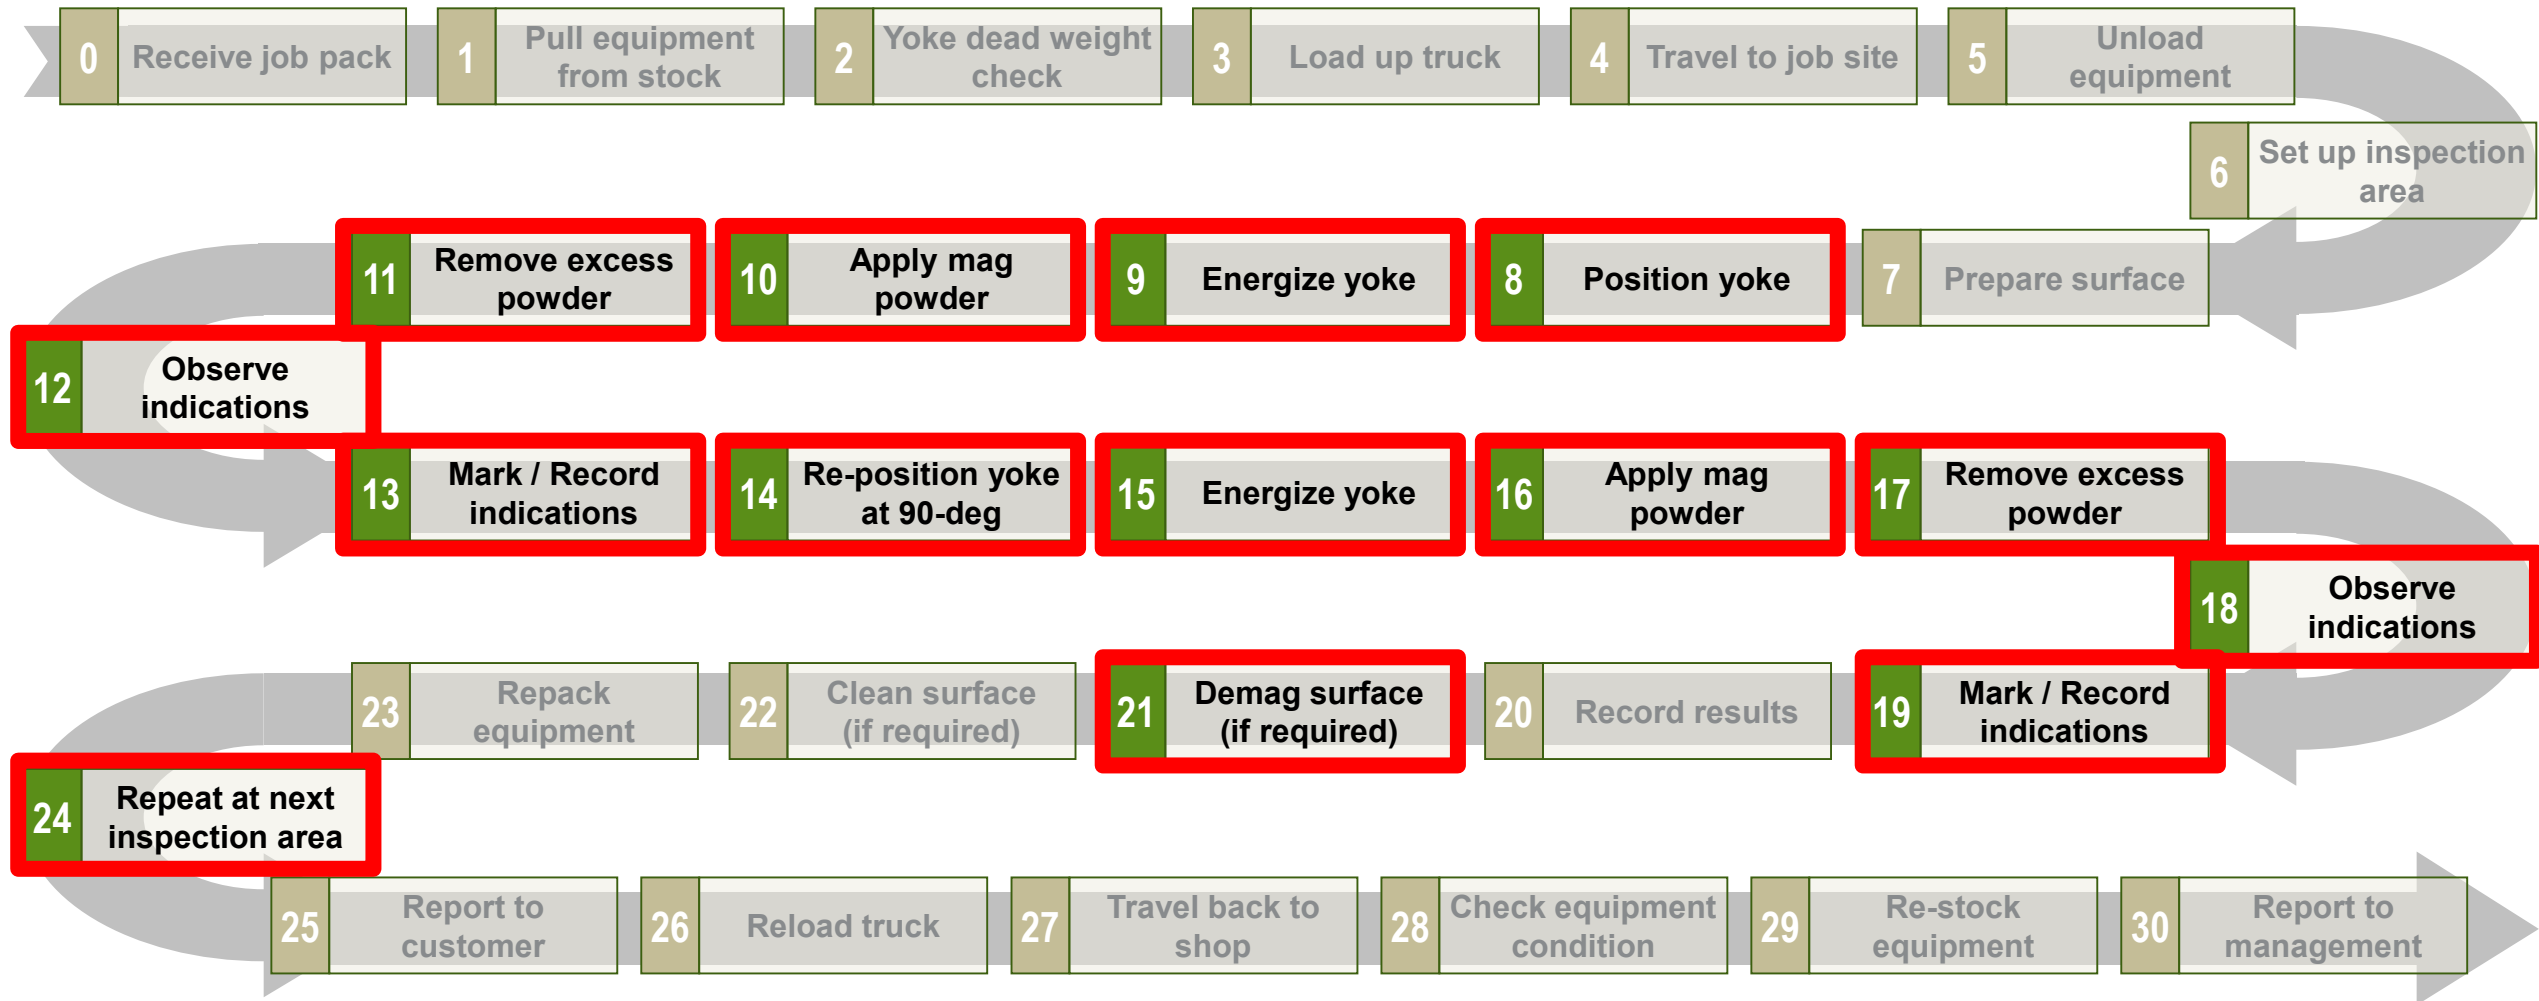 0
Receive job pack
1
Pull equipment
from stock
2
Yoke dead weight
check
3
Load up truck
4
Travel to job site
5
Unload
equipment
6
Set up inspection
area
7
Prepare surface
8
Position yoke
9
Energize yoke
10
Apply mag
powder
11
Remove excess
powder
12
Observe
indications
13
Mark / Record
indications
14
Re-position yoke
at 90-deg
15
Energize yoke
16
Apply mag
powder
17
Remove excess
powder
18
Observe
indications
19
Mark / Record
indications
20
Record results
21
Demag surface
(if required)
22
Clean surface
(if required)
23
Repack
equipment
24
Repeat at next
inspection area
25
Report to
customer
26
Reload truck
27
Travel back to
shop
28
Check equipment
condition
29
Re-stock
equipment
30
Report to
management